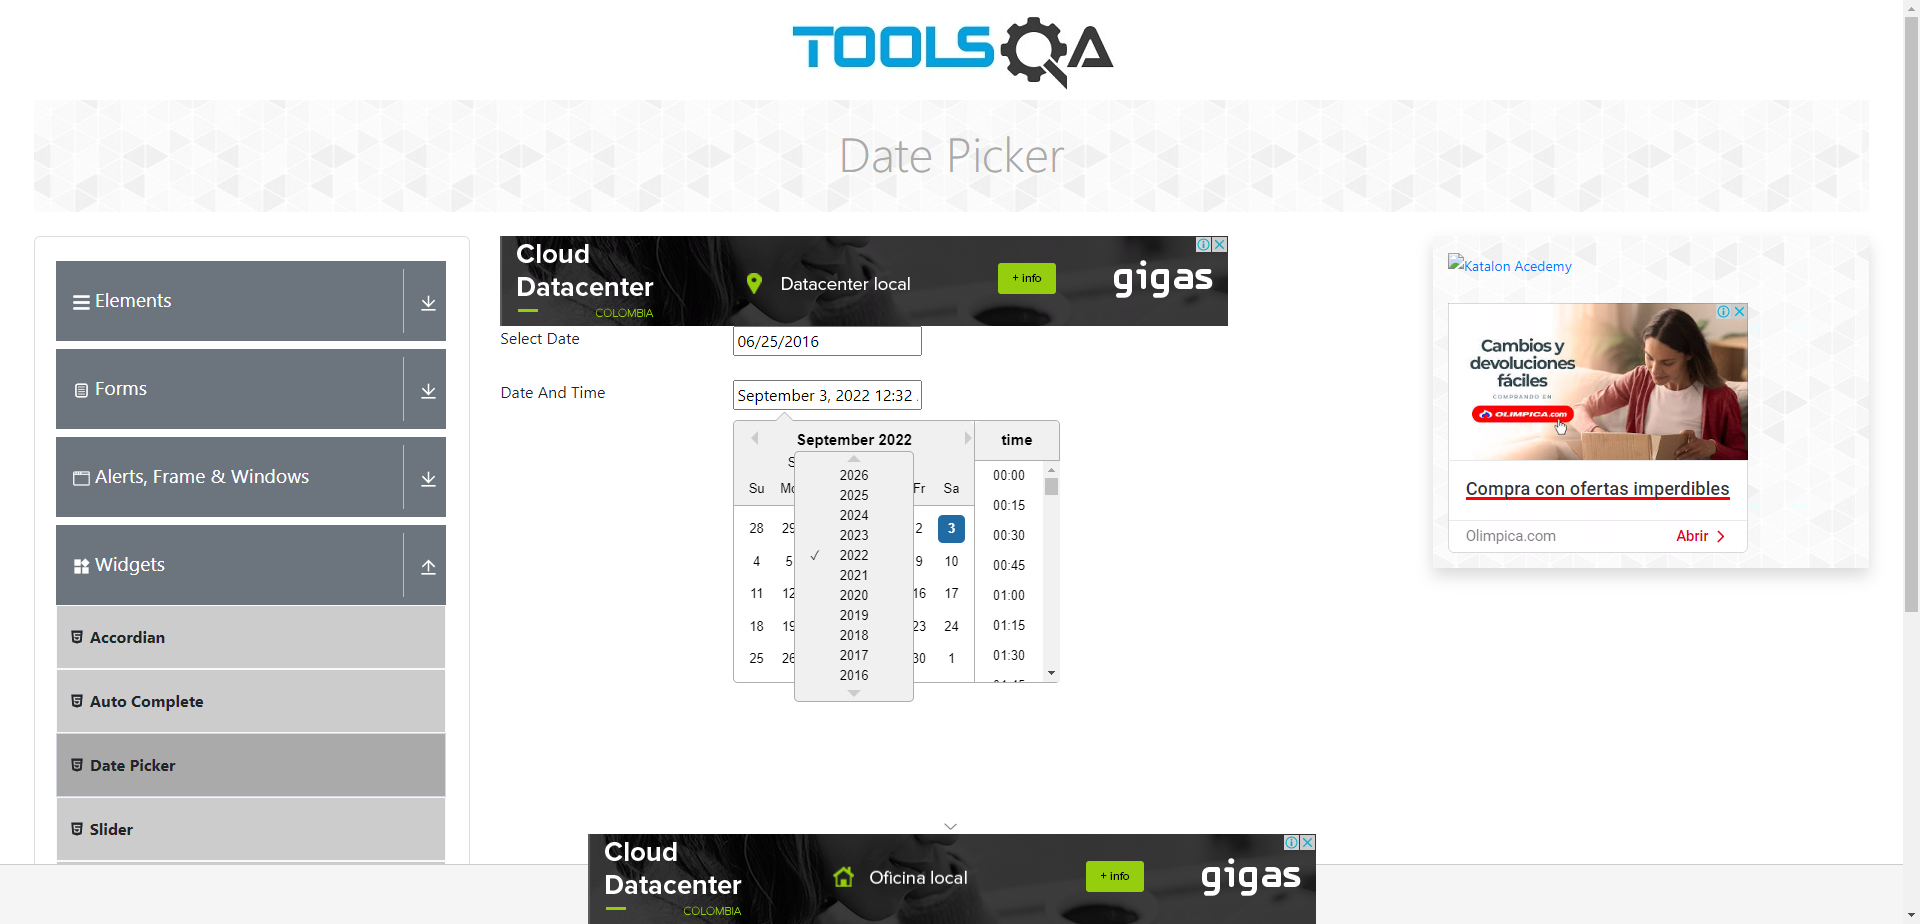 TOOLSQA
Date Picker
Elements
Forms
Alerts, Frame & Windows
Widgets
Accordian
Auto Complete
Date Picker
Slider
Cloud
Datacenter
COLOMBIA
Datacenter local
+ info
gigas
Select Date
06/25/2016
Date And Time
September 3, 2022 12:32
September 2022
time
S
Su Mo Fr Sa
28 29 2 3
4 5 9 10
11 12 16 17
18 19 23 24
25 26 30 1
2026
2025
2024
2023
✓ 2022
2021
2020
2019
2018
2017
2016
00:00
00:15
00:30
00:45
01:00
01:15
01:30
Katalon Acedemy
Cambios y
devoluciones
fáciles
COMPRANDO EN
OLIMPICA.com
Compra con ofertas imperdibles
Olimpica.com
Abrir
Cloud
Datacenter
COLOMBIA
Oficina local
+ info
gigas